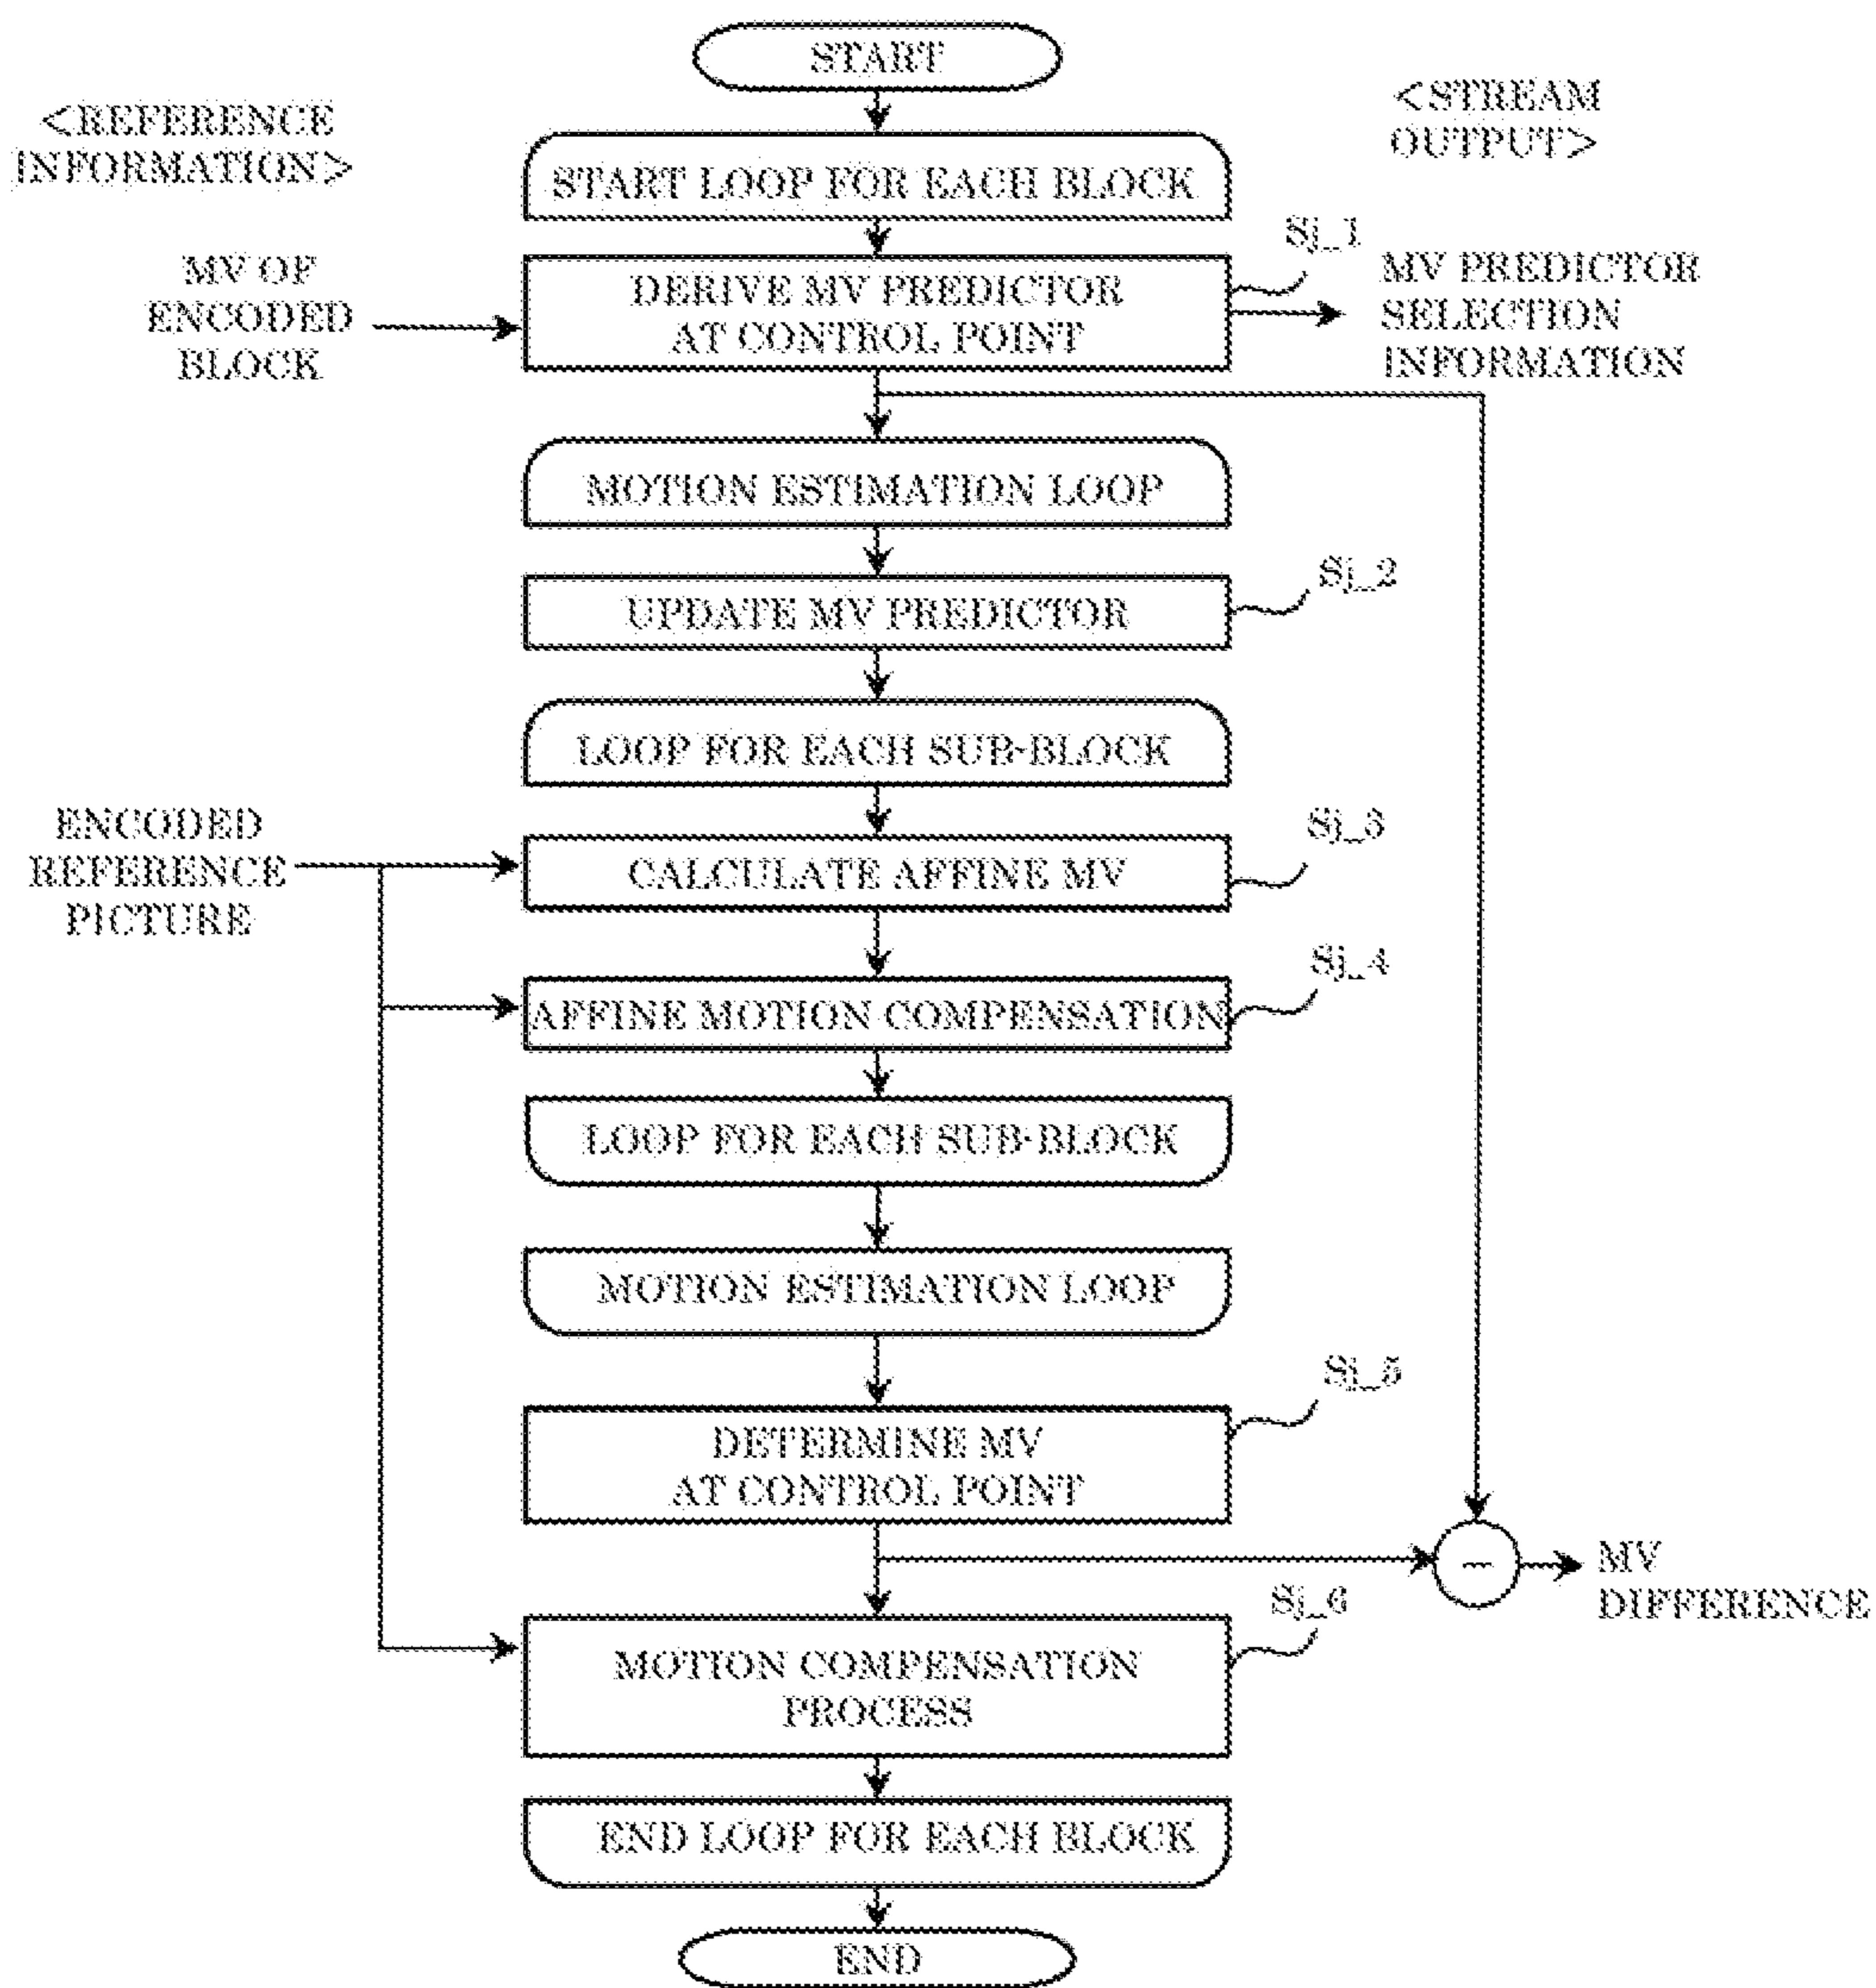 START
<REFERENCE
INFORMATION>
<STREAM
OUTPUT>
START LOOP FOR EACH BLOCK
Sj_1
MV OF
ENCODED
BLOCK
DERIVE MV PREDICTOR
AT CONTROL POINT
MV PREDICTOR
SELECTION
INFORMATION
MOTION ESTIMATION LOOP
Sj_2
UPDATE MV PREDICTOR
LOOP FOR EACH SUB-BLOCK
ENCODED
REFERENCE
PICTURE
Sj_3
CALCULATE AFFINE MV
Sj_4
AFFINE MOTION COMPENSATION
LOOP FOR EACH SUB-BLOCK
MOTION ESTIMATION LOOP
Sj_5
DETERMINE MV
AT CONTROL POINT
−
MV
DIFFERENCE
Sj_6
MOTION COMPENSATION
PROCESS
END LOOP FOR EACH BLOCK
END